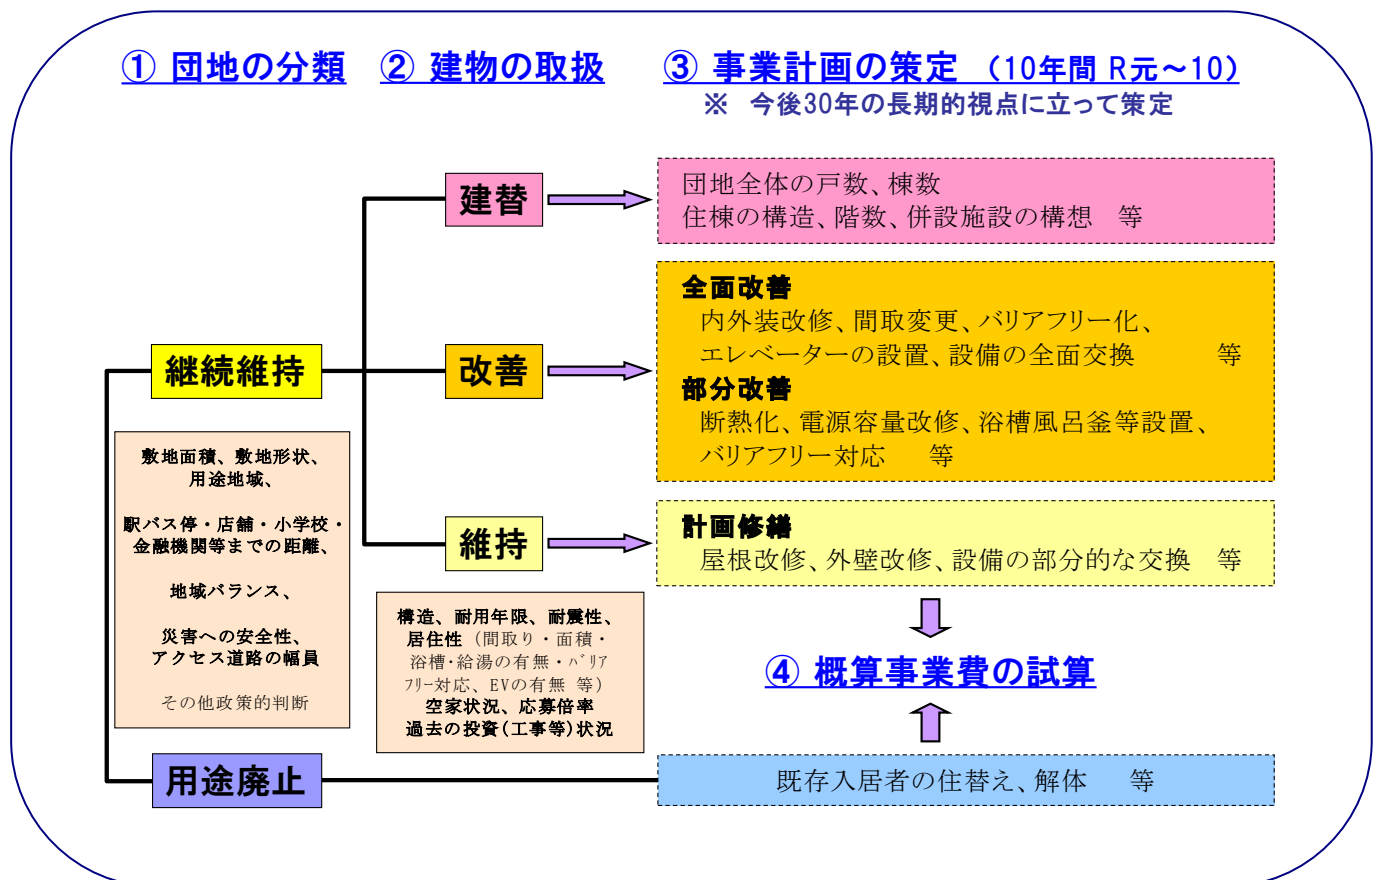 ① 団地の分類
② 建物の取扱
③ 事業計画の策定 （10年間 R元～10）
※　今後30年の長期的視点に立って策定
建替
団地全体の戸数、棟数
住棟の構造、階数、併設施設の構想　等
全面改善
内外装改修、間取変更、バリアフリー化、
エレベーターの設置、設備の全面交換　　　等
継続維持
改善
部分改善
断熱化、電源容量改修、浴槽風呂釜等設置、
バリアフリー対応　　等
敷地面積、敷地形状、
用途地域、
駅バス停・店舗・小学校・
金融機関等までの距離、
地域バランス、
災害への安全性、
アクセス道路の幅員
その他政策的判断
維持
計画修繕
屋根改修、外壁改修、設備の部分的な交換　等
構造、耐用年限、耐震性、
居住性（間取り・面積・
浴槽・給湯の有無・ﾊﾞﾘｱ
ﾌﾘｰ対応、EVの有無 等）
空家状況、応募倍率
過去の投資(工事等)状況
④ 概算事業費の試算
用途廃止
既存入居者の住替え、解体　　等